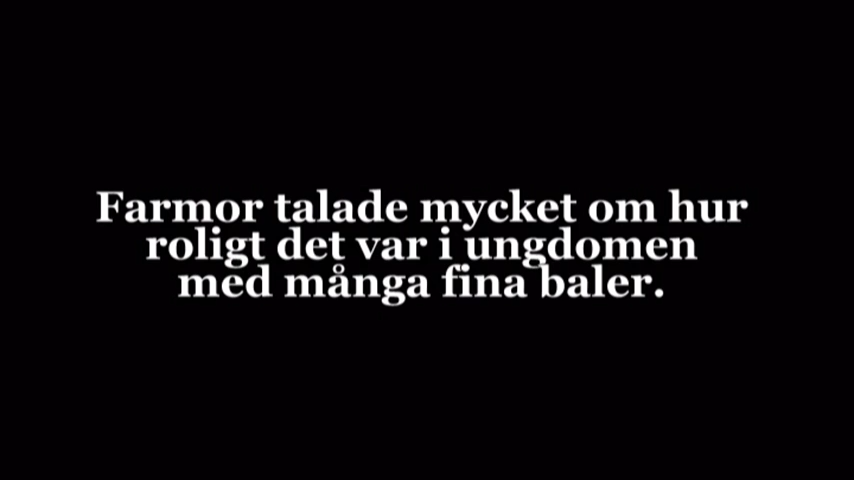 Farmor talade mycket om hur
roligt det var i ungdomen
med många fina baler.